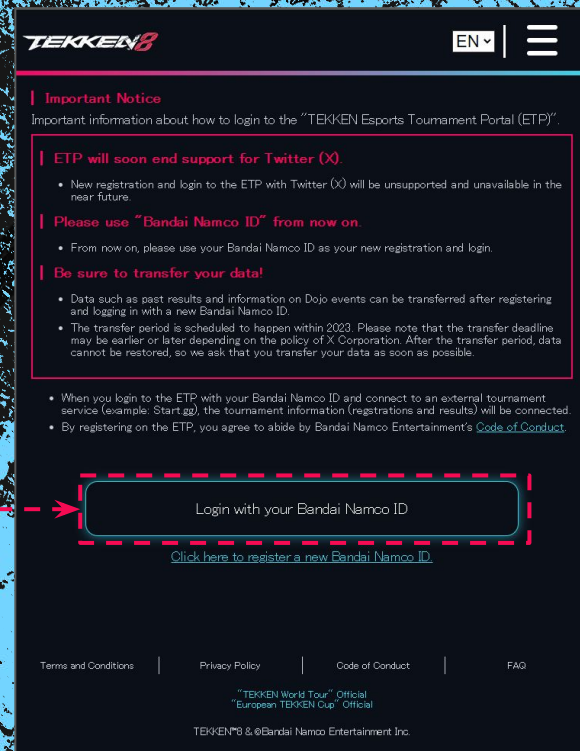 TEKKEN8
EN
Important Notice
Important information about how to login to the "TEKKEN Esports Tournament Portal (ETP)".
ETP will soon end support for Twitter (X).
• New registration and login to the ETP with Twitter (X) will be unsupported and unavailable in the
near future.
Please use "Bandai Namco ID" from now on.
• From now on, please use your Bandai Namco ID as your new registration and login.
Be sure to transfer your data!
• Data such as past results and information on Dojo events can be transferred after registering
and logging in with a new Bandai Namco ID.
• The transfer period is scheduled to happen within 2023. Please note that the transfer deadline
may be earlier or later depending on the policy of X Corporation. After the transfer period, data
cannot be restored, so we ask that you transfer your data as soon as possible.
• When you login to the ETP with your Bandai Namco ID and connect to an external tournament
service (example: Start.gg), the tournament information (regstrations and results) will be connected.
• By registering on the ETP, you agree to abide by Bandai Namco Entertainment's Code of Conduct.
Login with your Bandai Namco ID
Click here to register a new Bandai Namco ID.
Terms and Conditions
Privacy Policy
Code of Conduct
FAQ
"TEKKEN World Tour" Official
"European TEKKEN Cup" Official
TEKKEN™8 & ©Bandai Namco Entertainment Inc.